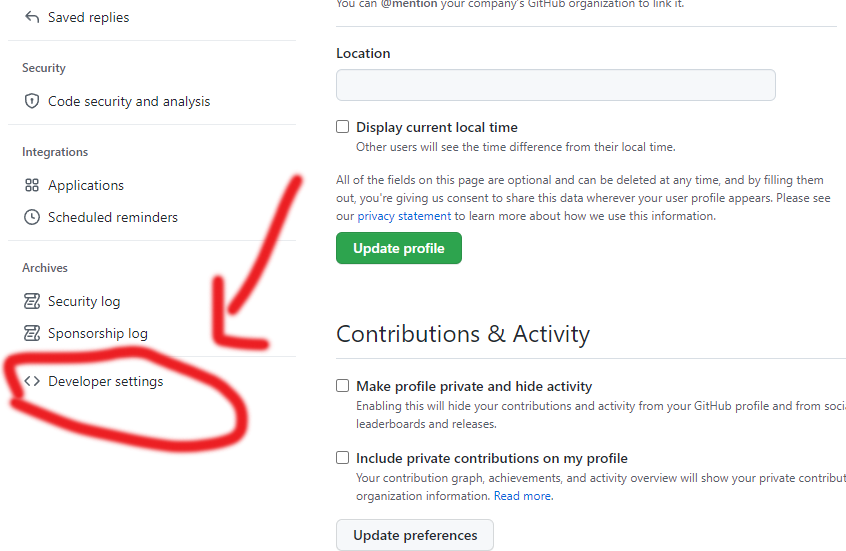 Saved replies
Security
Code security and analysis
Integrations
Applications
Scheduled reminders
Archives
Security log
Sponsorship log
Developer settings
You can @mention your company's GitHub organization to link it.
Location
Display current local time
Other users will see the time difference from their local time.
All of the fields on this page are optional and can be deleted at any time, and by filling them
out, you're giving us consent to share this data wherever your user profile appears. Please see
our privacy statement to learn more about how we use this information.
Update profile
Contributions & Activity
Make profile private and hide activity
Enabling this will hide your contributions and activity from your GitHub profile and from soci
leaderboards and releases.
Include private contributions on my profile
Your contribution graph, achievements, and activity overview will show your private contribut
organization information. Read more.
Update preferences